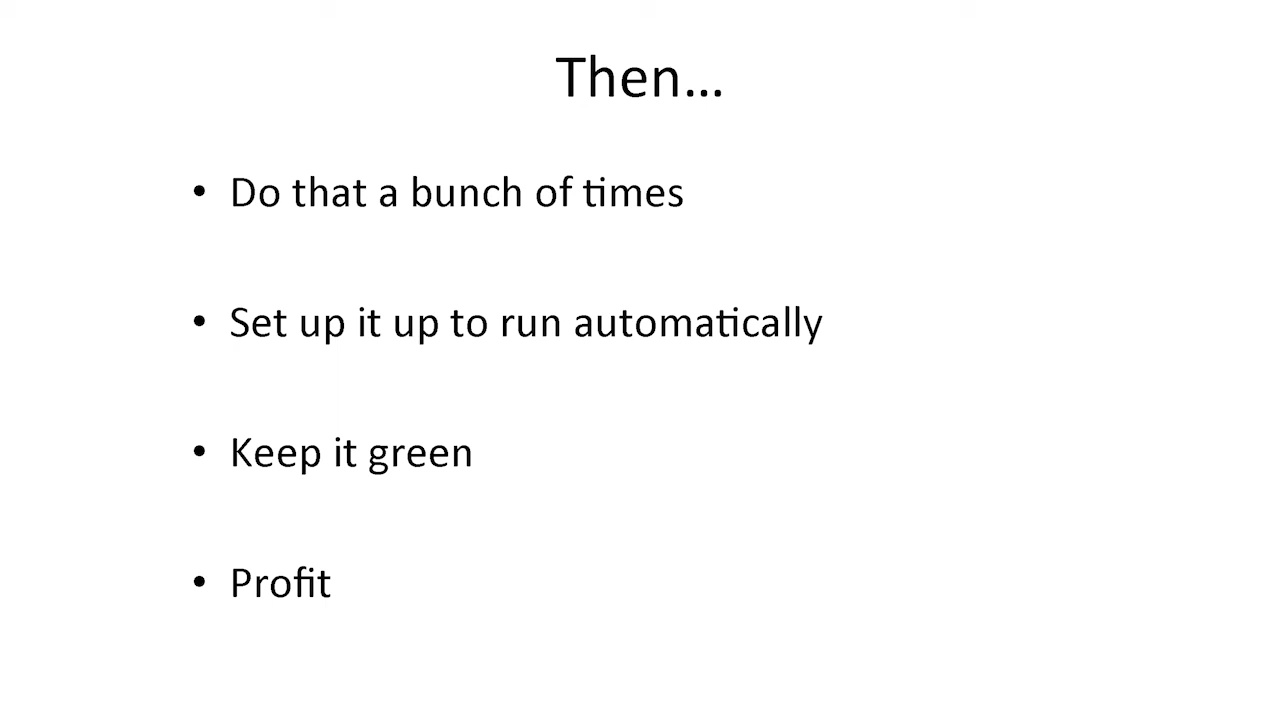 Then…
• Do that a bunch of times
• Set up it up to run automatically
• Keep it green
• Profit